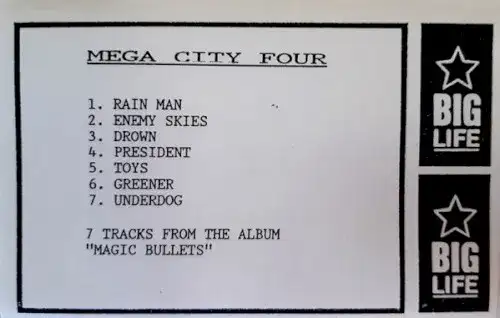 MEGA CITY FOUR
1. RAIN MAN
2. ENEMY SKIES
3. DROWN
4. PRESIDENT
5. TOYS
6. GREENER
7. UNDERDOG
7 TRACKS FROM THE ALBUM
"MAGIC BULLETS"
BIG
LIFE
BIG
LIFE